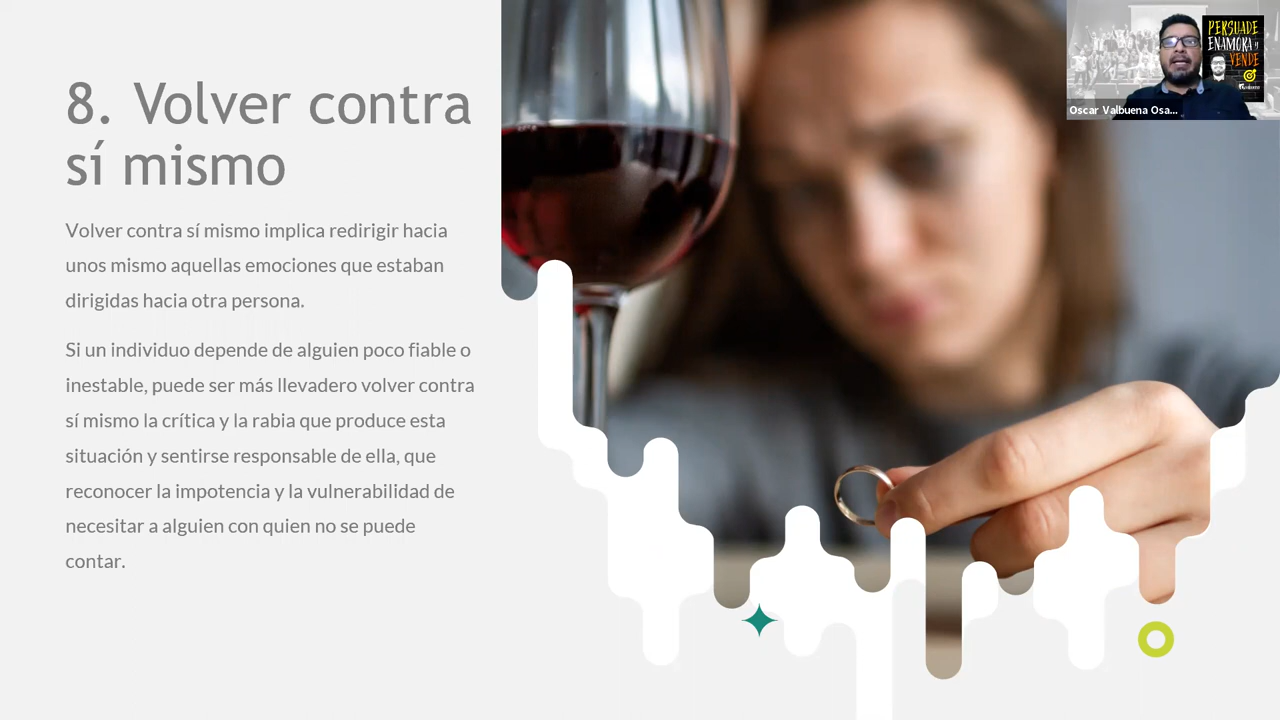 8. Volver contra
sí mismo
Volver contra sí mismo implica redirigir hacia
unos mismo aquellas emociones que estaban
dirigidas hacia otra persona.
Si un individuo depende de alguien poco fiable o
inestable, puede ser más llevadero volver contra
sí mismo la crítica y la rabia que produce esta
situación y sentirse responsable de ella, que
reconocer la impotencia y la vulnerabilidad de
necesitar a alguien con quien no se puede
contar.
PERSUADE
ENAMORA y
VENDE
Oscar Valbuena Osa...